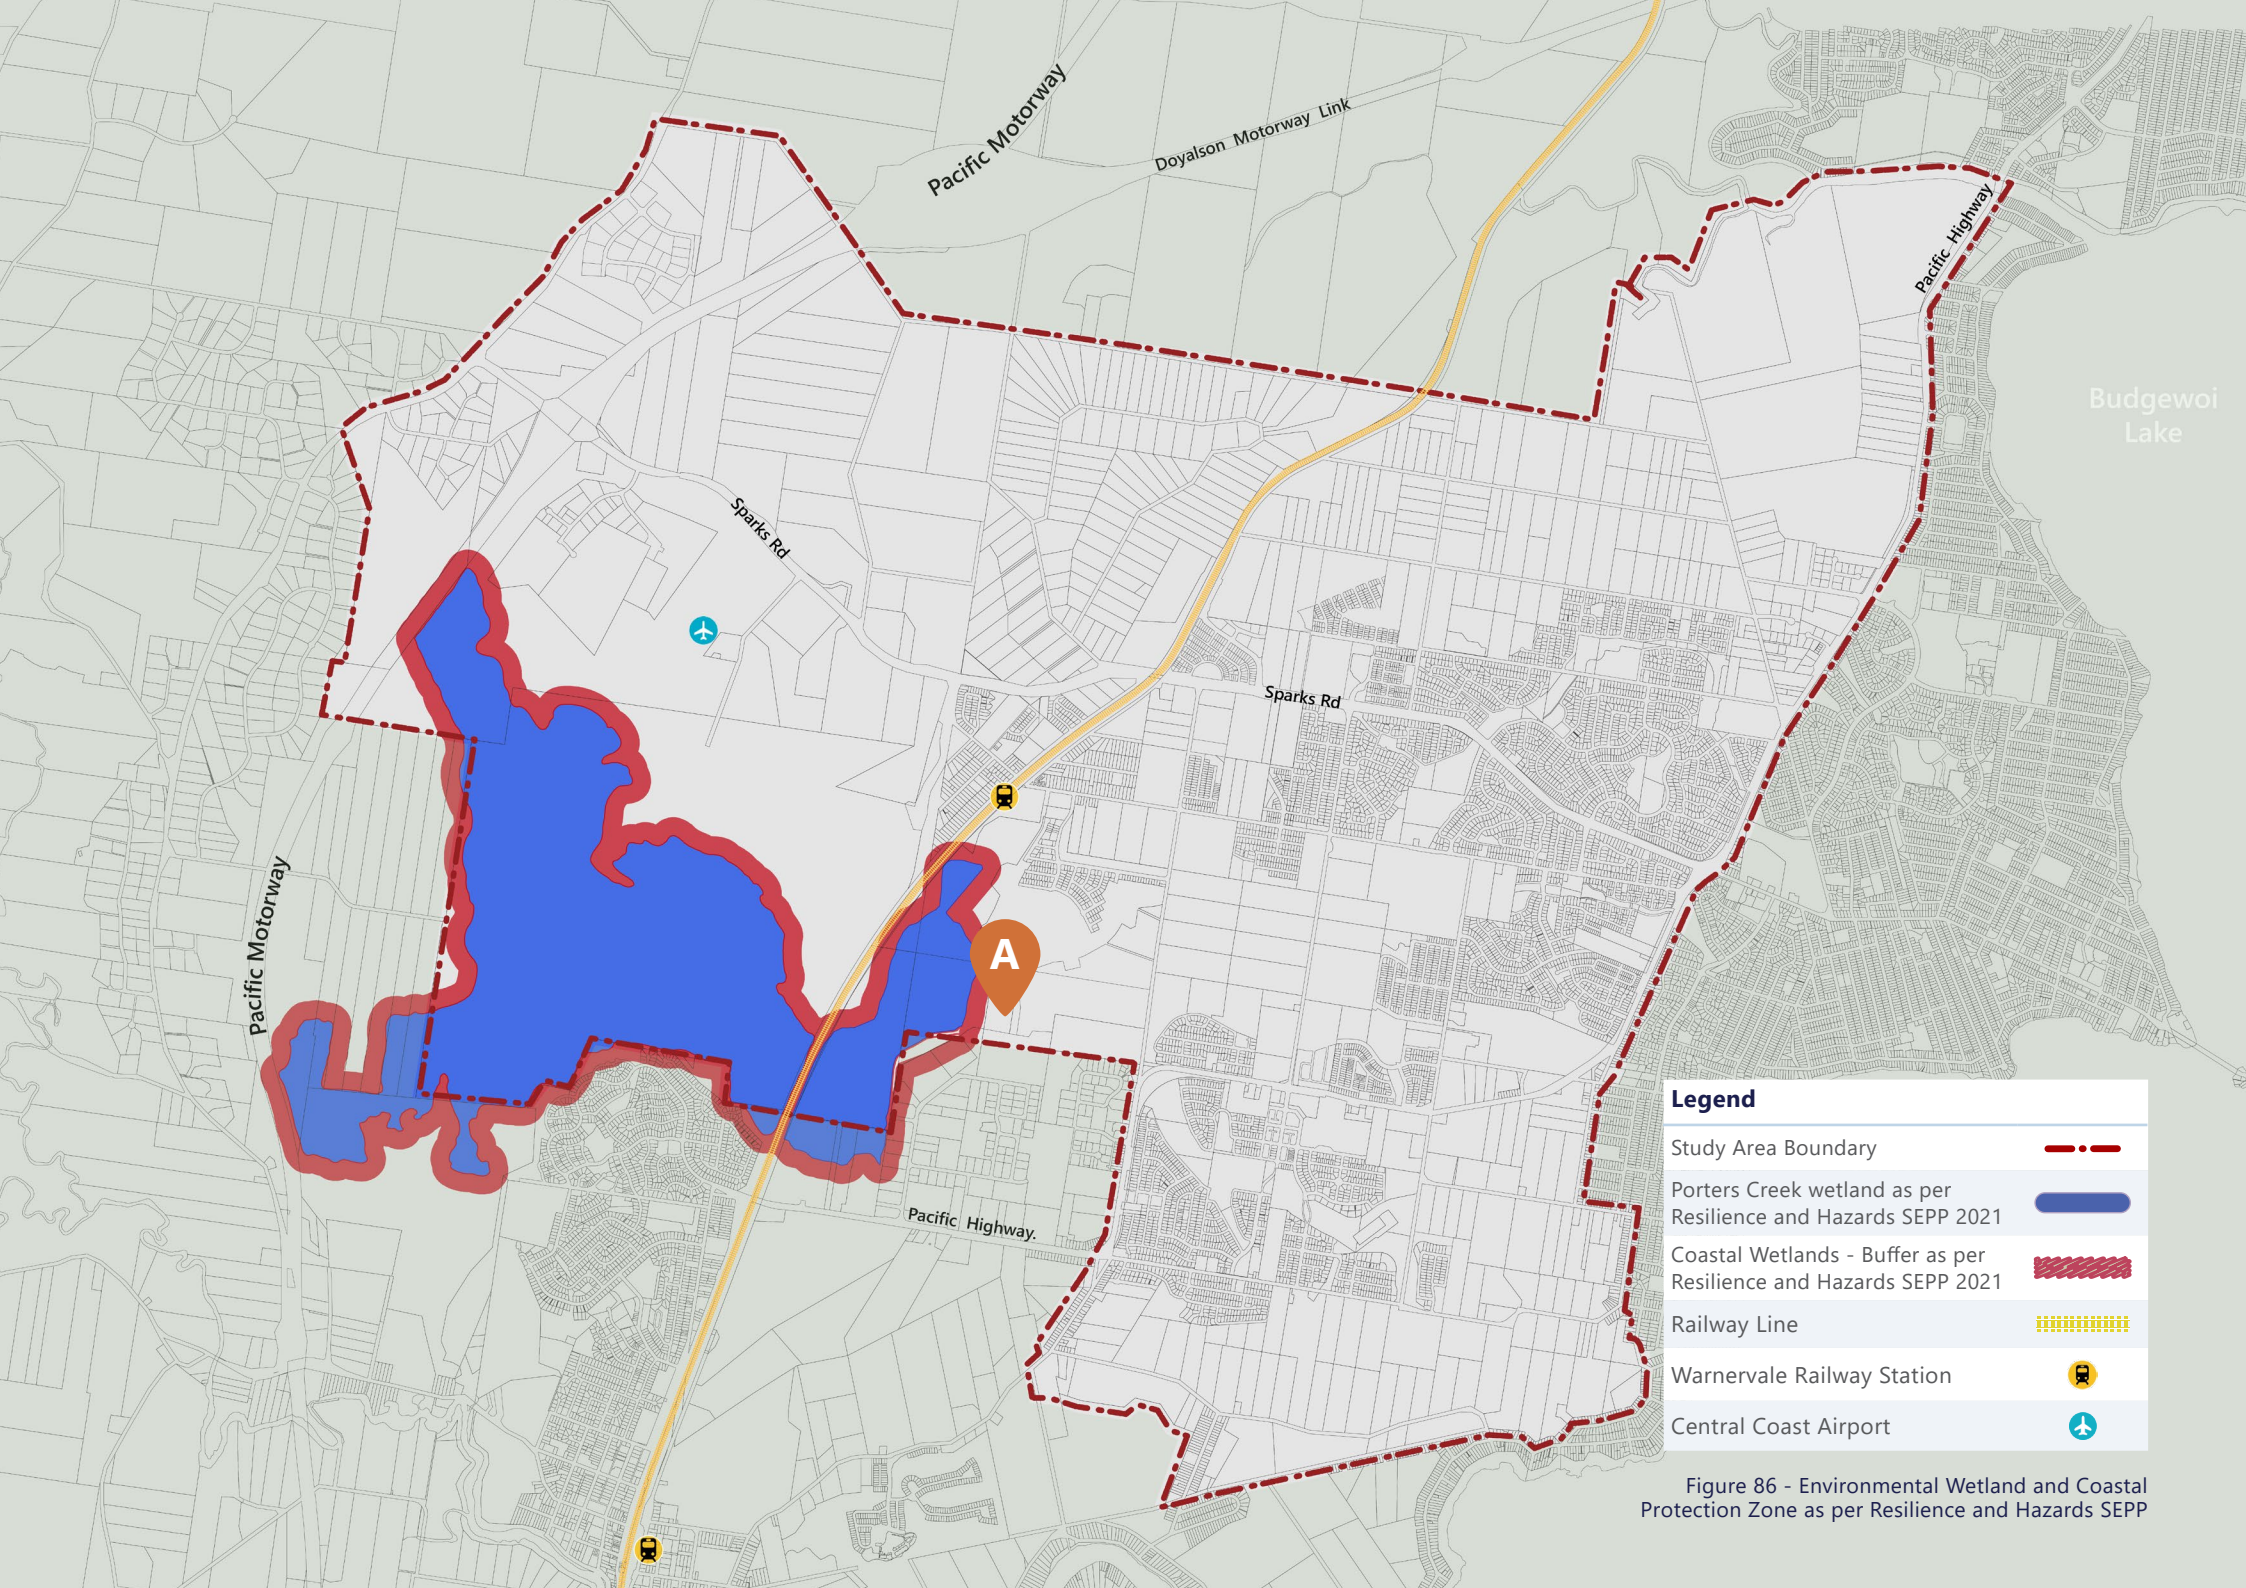 Pacific Motorway
Doyalson Motorway Link
Pacific Highway
Budgewoi
Lake
Sparks Rd
Sparks Rd
Pacific Motorway
A
Pacific Highway.
Legend
Study Area Boundary
Porters Creek wetland as per
Resilience and Hazards SEPP 2021
Coastal Wetlands - Buffer as per
Resilience and Hazards SEPP 2021
Railway Line
Warnervale Railway Station
Central Coast Airport
Figure 86 - Environmental Wetland and Coastal
Protection Zone as per Resilience and Hazards SEPP